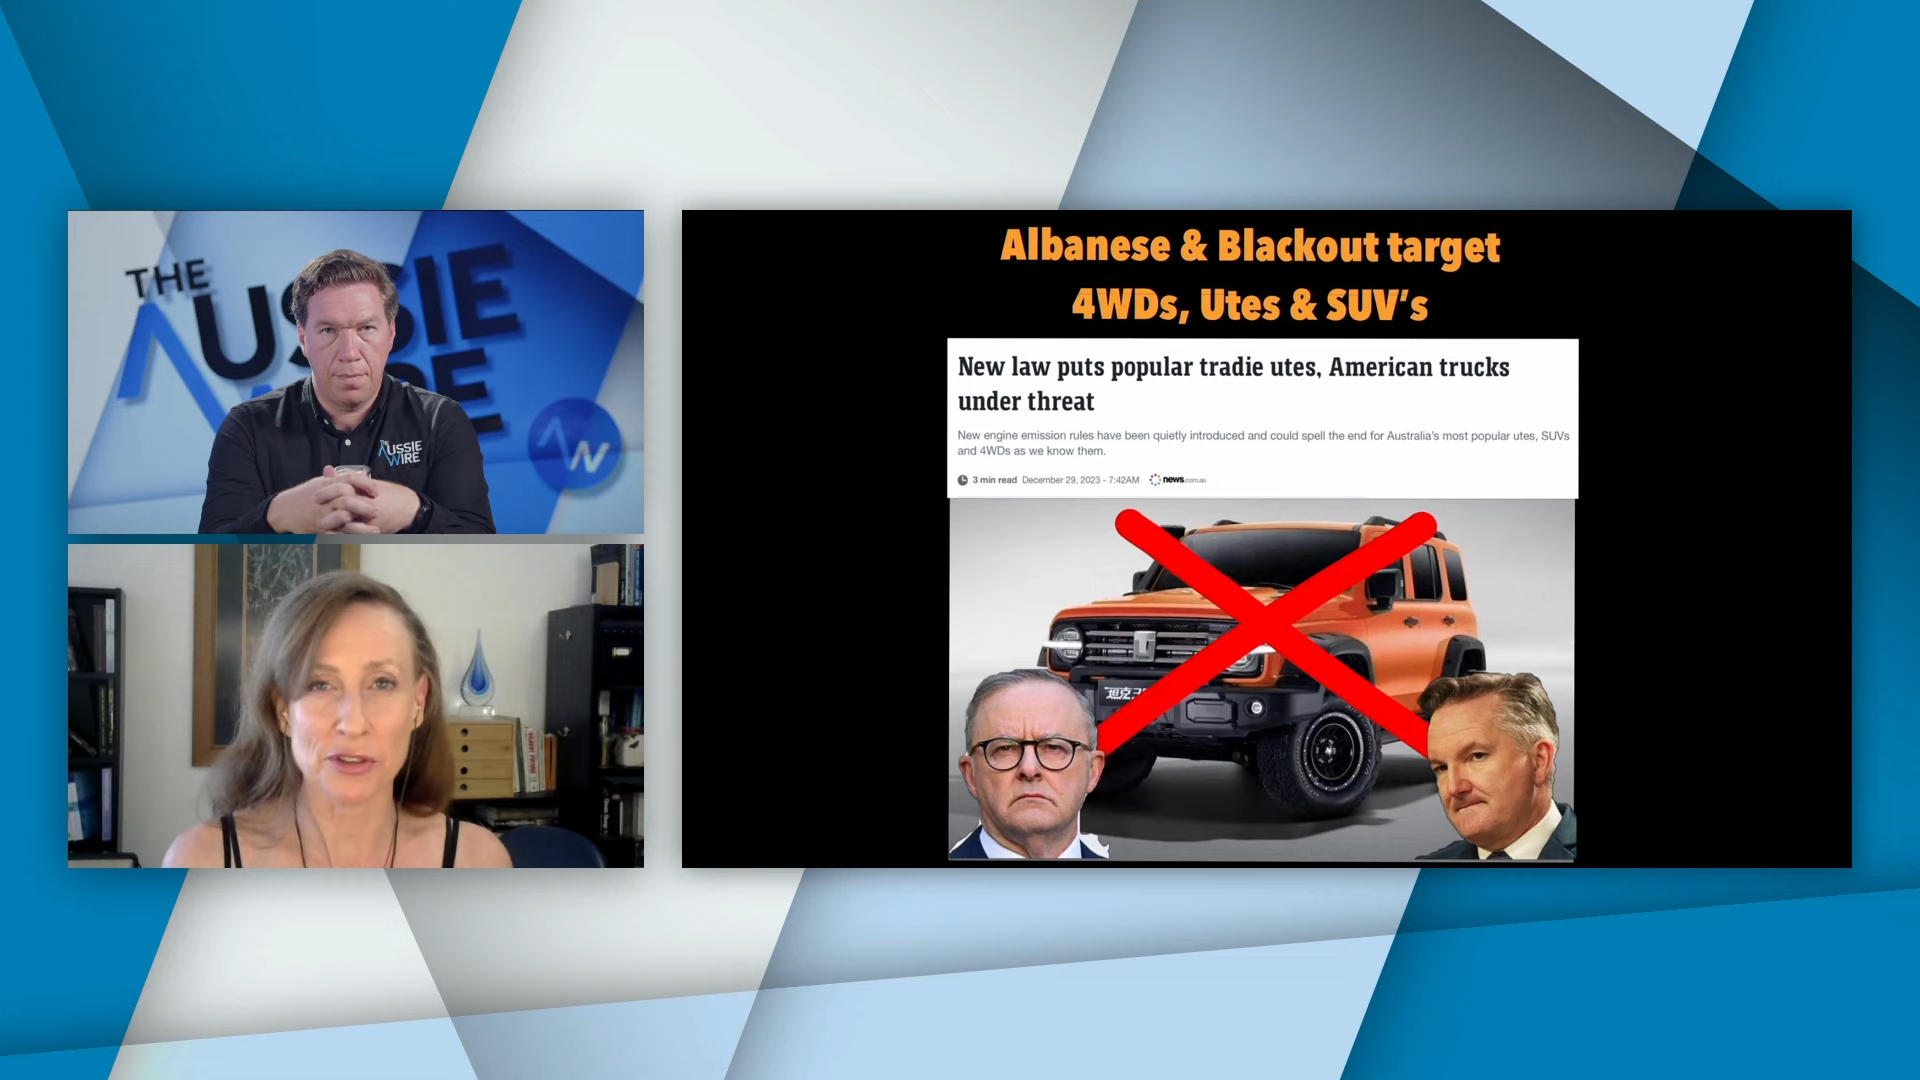 THE
AUSSIE
WIRE
THE
AUSSIE
WIRE
Albanese & Blackout target
4WDs, Utes & SUV's
New law puts popular tradie utes, American trucks
under threat
New engine emission rules have been quietly introduced and could spell the end for Australia's most popular utes, SUVs
and 4WDs as we know them.
3 min read December 29, 2023 - 7:42AM news.com.au
坦克